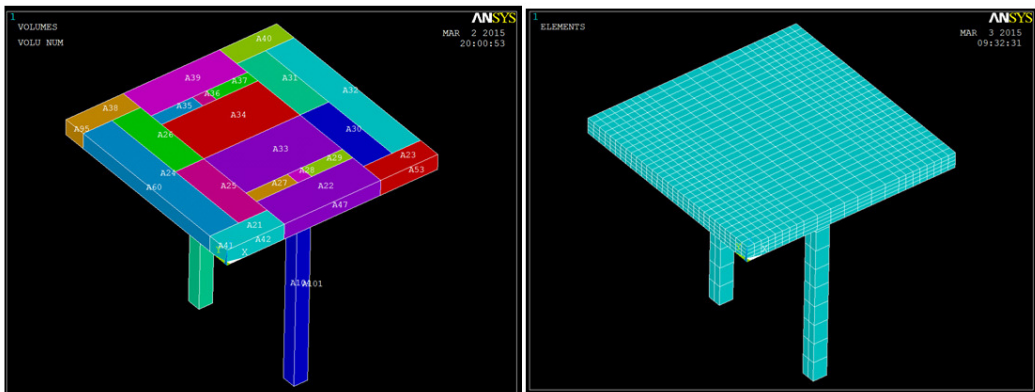 1
VOLUMES
VOLU NUM
ANSYS
MAR 2 2015
20:00:53
A40
A39
A37
A31
A32
A36
A38
A35
A95
A34
A26
A30
A33
A23
A29
A53
A24
A28
A60
A25
A27
A22
A47
A21
A41
A42
X
A101
1
ELEMENTS
ANSYS
MAR 3 2015
09:32:31